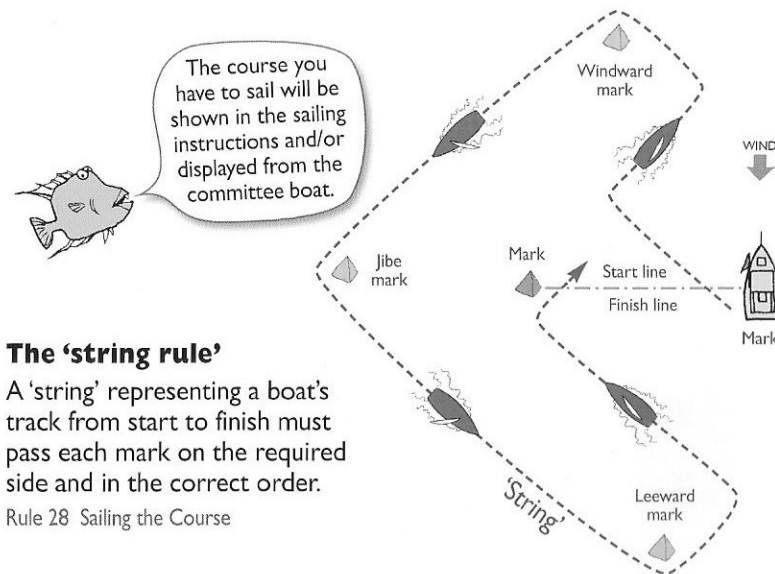 The course you
have to sail will be
shown in the sailing
instructions and/or
displayed from the
committee boat.
Windward
mark
WIND
Jibe
mark
Mark
Start line
Finish line
Mark
The ‘string rule’
A ‘string’ representing a boat’s
track from start to finish must
pass each mark on the required
side and in the correct order.
Rule 28 Sailing the Course
‘String’
Leeward
mark